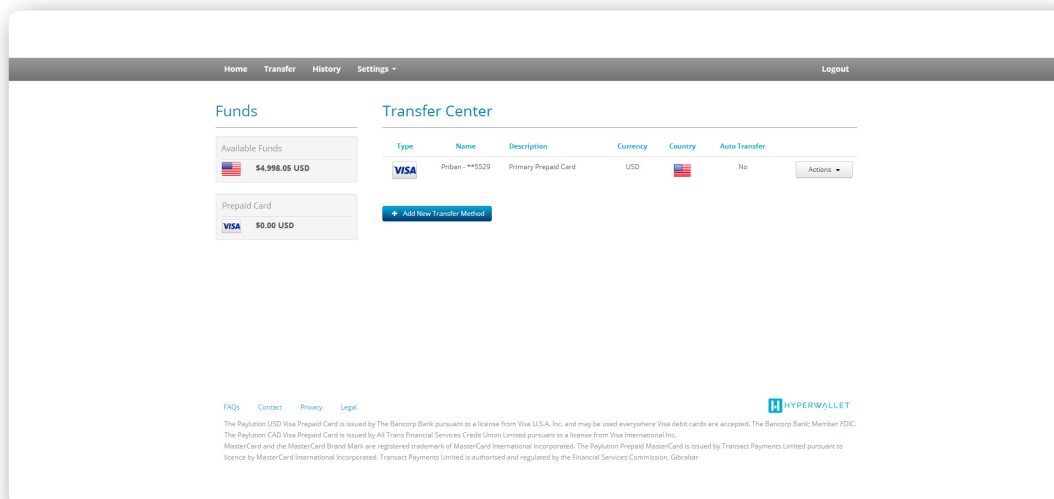 Home Transfer History Settings Logout
Funds
Transfer Center
Available Funds
$4,998.05 USD
Prepaid Card
VISA $0.00 USD
Type Name Description Currency Country Auto Transfer
VISA Priban - **5529 Primary Prepaid Card USD No Actions
+ Add New Transfer Method
FAQs Contact Privacy Legal
HYPERWALLET
The Paylution USD Visa Prepaid Card is issued by The Bancorp Bank pursuant to a license from Visa U.S.A. Inc. and may be used everywhere Visa debit cards are accepted. The Bancorp Bank; Member FDIC.
The Paylution CAD Visa Prepaid Card is issued by All Trans Financial Services Credit Union Limited pursuant to a license from Visa International Inc.
MasterCard and the MasterCard Brand Mark are registered trademark of MasterCard International Incorporated. The Paylution Prepaid MasterCard is issued by Transact Payments Limited pursuant to
licence by MasterCard International Incorporated. Transact Payments Limited is authorised and regulated by the Financial Services Commission, Gibraltar